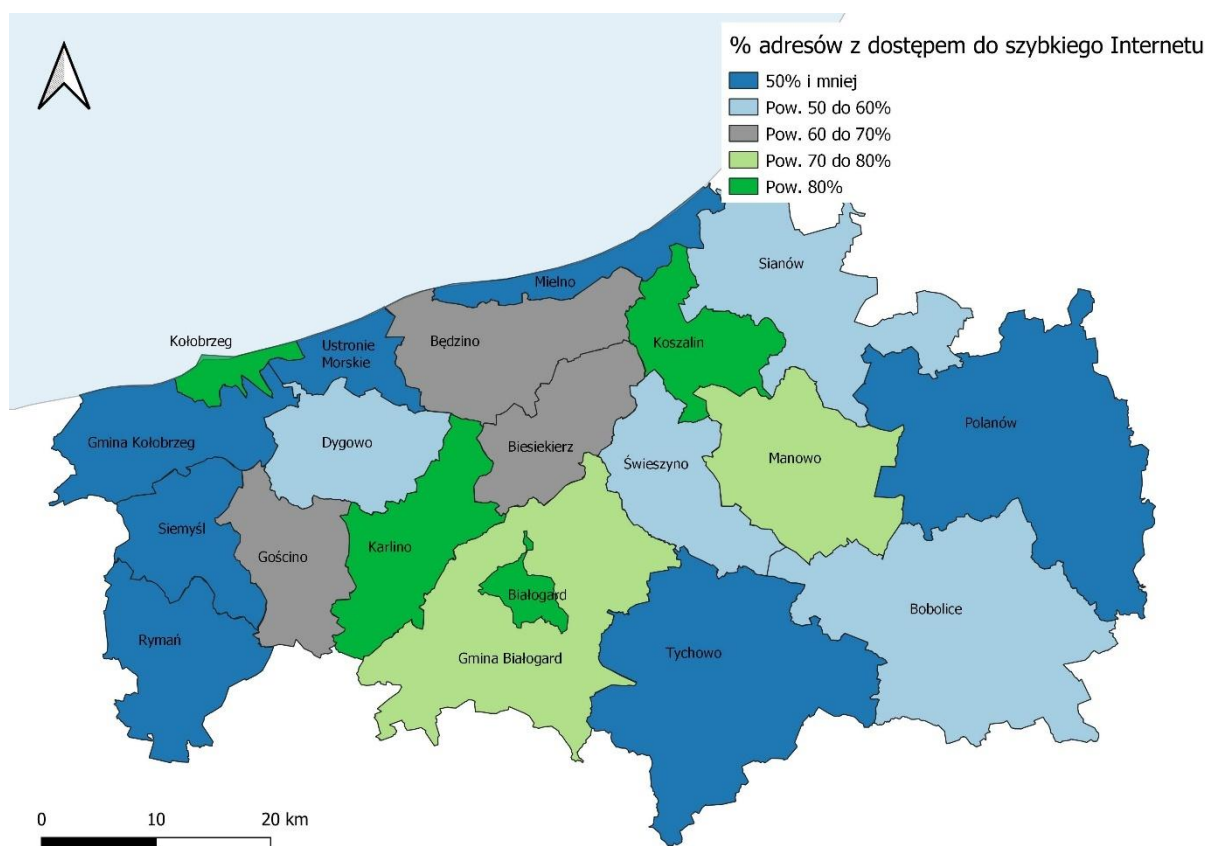 % adresów z dostępem do szybkiego Internetu
50% i mniej
Pow. 50 do 60%
Pow. 60 do 70%
Pow. 70 do 80%
Pow. 80%
Sianów
Mielno
Kołobrzeg
Ustronie
Morskie
Będzino
Koszalin
Polanów
Gmina Kołobrzeg
Dygowo
Biesiekierz
Świeszyno
Manowo
Siemyśl
Gościno
Karlino
Białogard
Bobolice
Rymań
Gmina Białogard
Tychowo
0 10 20 km